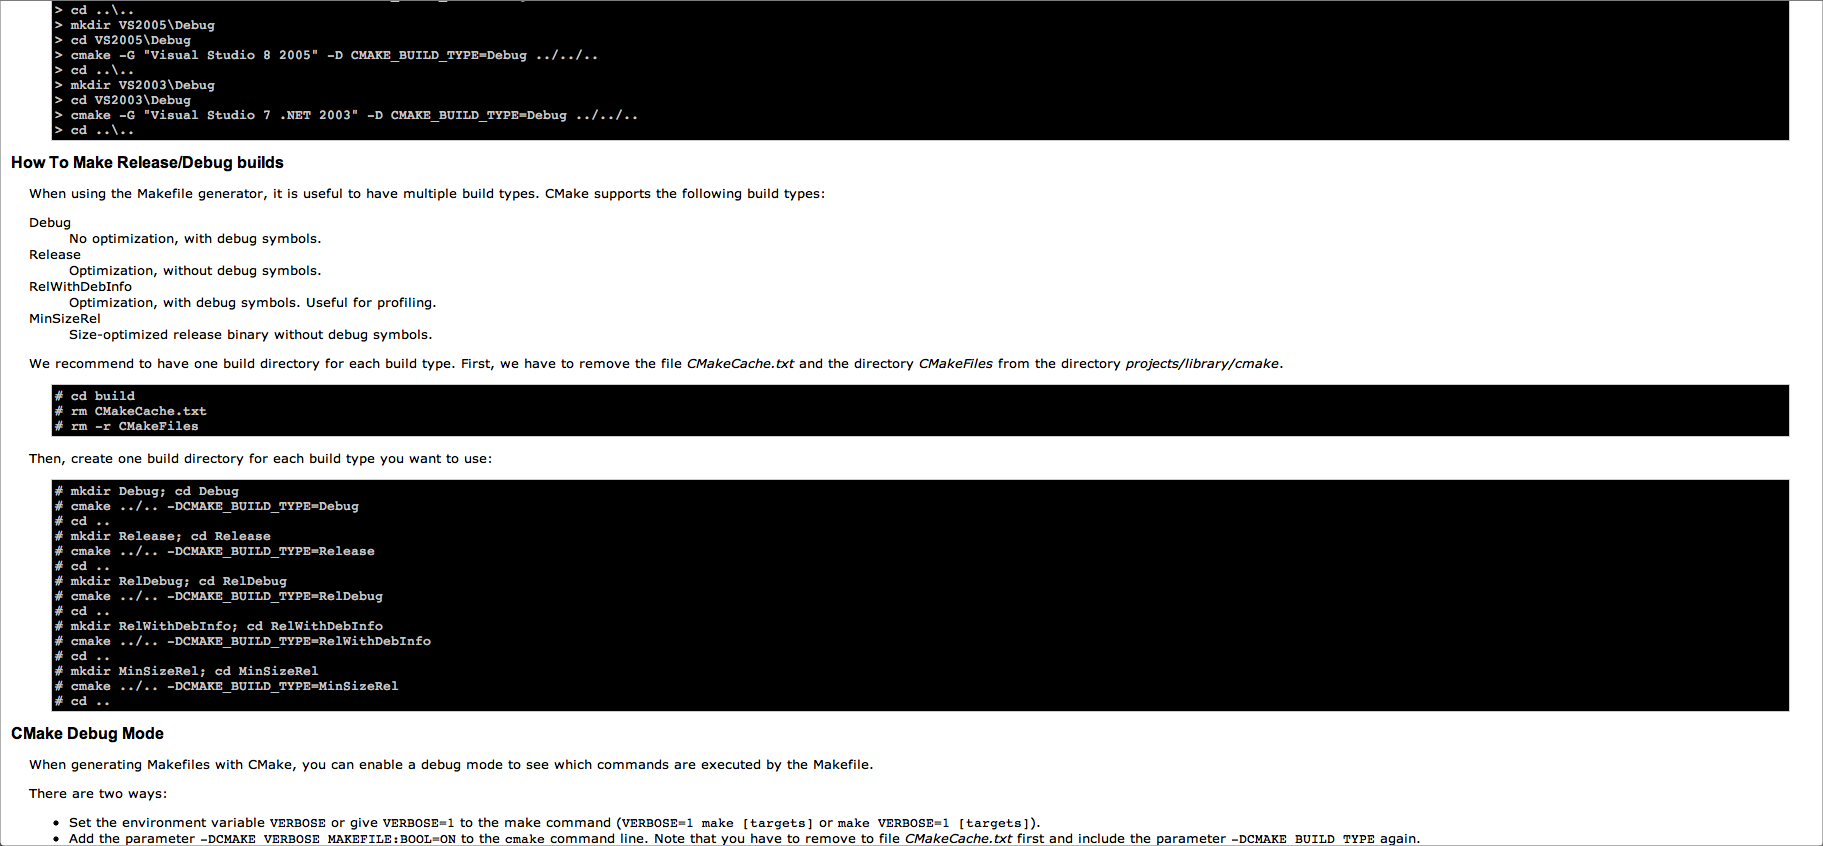 > cd ..\..
> mkdir VS2005\Debug
> cd VS2005\Debug
> cmake -G "Visual Studio 8 2005" -D CMAKE_BUILD_TYPE=Debug ../../..
> cd ..\..
> mkdir VS2003\Debug
> cd VS2003\Debug
> cmake -G "Visual Studio 7 .NET 2003" -D CMAKE_BUILD_TYPE=Debug ../../..
> cd ..\..
How To Make Release/Debug builds
When using the Makefile generator, it is useful to have multiple build types. CMake supports the following build types:
Debug
No optimization, with debug symbols.
Release
Optimization, without debug symbols.
RelWithDebInfo
Optimization, with debug symbols. Useful for profiling.
MinSizeRel
Size-optimized release binary without debug symbols.
We recommend to have one build directory for each build type. First, we have to remove the file CMakeCache.txt and the directory CMakeFiles from the directory projects/library/cmake.
# cd build
# rm CMakeCache.txt
# rm -r CMakeFiles
Then, create one build directory for each build type you want to use:
# mkdir Debug; cd Debug
# cmake ../.. -DCMAKE_BUILD_TYPE=Debug
# cd ..
# mkdir Release; cd Release
# cmake ../.. -DCMAKE_BUILD_TYPE=Release
# cd ..
# mkdir RelDebug; cd RelDebug
# cmake ../.. -DCMAKE_BUILD_TYPE=RelDebug
# cd ..
# mkdir RelWithDebInfo; cd RelWithDebInfo
# cmake ../.. -DCMAKE_BUILD_TYPE=RelWithDebInfo
# cd ..
# mkdir MinSizeRel; cd MinSizeRel
# cmake ../.. -DCMAKE_BUILD_TYPE=MinSizeRel
# cd ..
CMake Debug Mode
When generating Makefiles with CMake, you can enable a debug mode to see which commands are executed by the Makefile.
There are two ways:
• Set the environment variable VERBOSE or give VERBOSE=1 to the make command (VERBOSE=1 make [targets] or make VERBOSE=1 [targets]).
• Add the parameter -DCMAKE_VERBOSE_MAKEFILE:BOOL=ON to the cmake command line. Note that you have to remove to file CMakeCache.txt first and include the parameter -DCMAKE_BUILD_TYPE again.